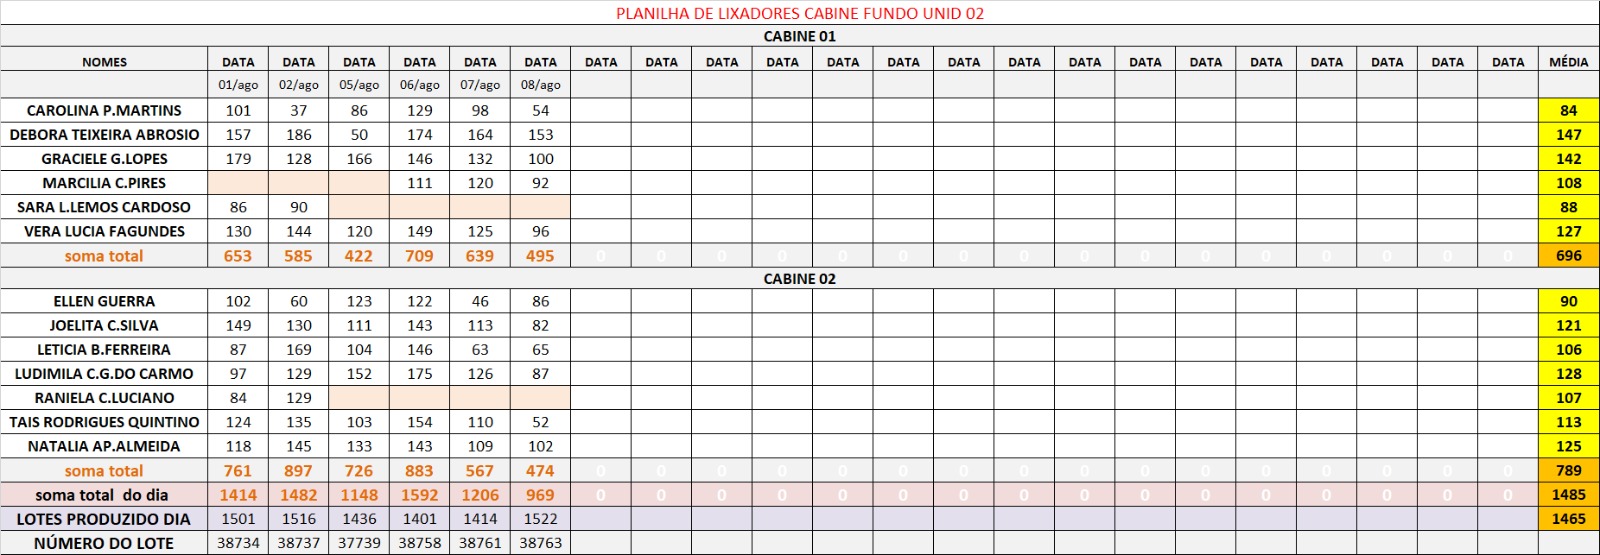 PLANILHA DE LIXADORES CABINE FUNDO UNID 02
CABINE 01
NOMES DATA DATA DATA DATA DATA DATA DATA DATA DATA DATA DATA DATA DATA DATA DATA DATA DATA DATA DATA DATA DATA DATA MÉDIA
01/ago 02/ago 05/ago 06/ago 07/ago 08/ago
CAROLINA P.MARTINS 101 37 86 129 98 54 84
DEBORA TEIXEIRA ABROSIO 157 186 50 174 164 153 147
GRACIELE G.LOPES 179 128 166 146 132 100 142
MARCILIA C.PIRES 111 120 92 108
SARA L.LEMOS CARDOSO 86 90 88
VERA LUCIA FAGUNDES 130 144 120 149 125 96 127
soma total 653 585 422 709 639 495 0 0 0 0 0 0 0 0 0 0 0 0 0 0 0 0 696
CABINE 02
ELLEN GUERRA 102 60 123 122 46 86 90
JOELITA C.SILVA 149 130 111 143 113 82 121
LETICIA B.FERREIRA 87 169 104 146 63 65 106
LUDIMILA C.G.DO CARMO 97 129 152 175 126 87 128
RANIELA C.LUCIANO 84 129 107
TAIS RODRIGUES QUINTINO 124 135 103 154 110 52 113
NATALIA AP.ALMEIDA 118 145 133 143 109 102 125
soma total 761 897 726 883 567 474 0 0 0 0 0 0 0 0 0 0 0 0 0 0 0 0 789
soma total do dia 1414 1482 1148 1592 1206 969 0 0 0 0 0 0 0 0 0 0 0 0 0 0 0 0 1485
LOTES PRODUZIDO DIA 1501 1516 1436 1401 1414 1522 1465
NÚMERO DO LOTE 38734 38737 37739 38758 38761 38763